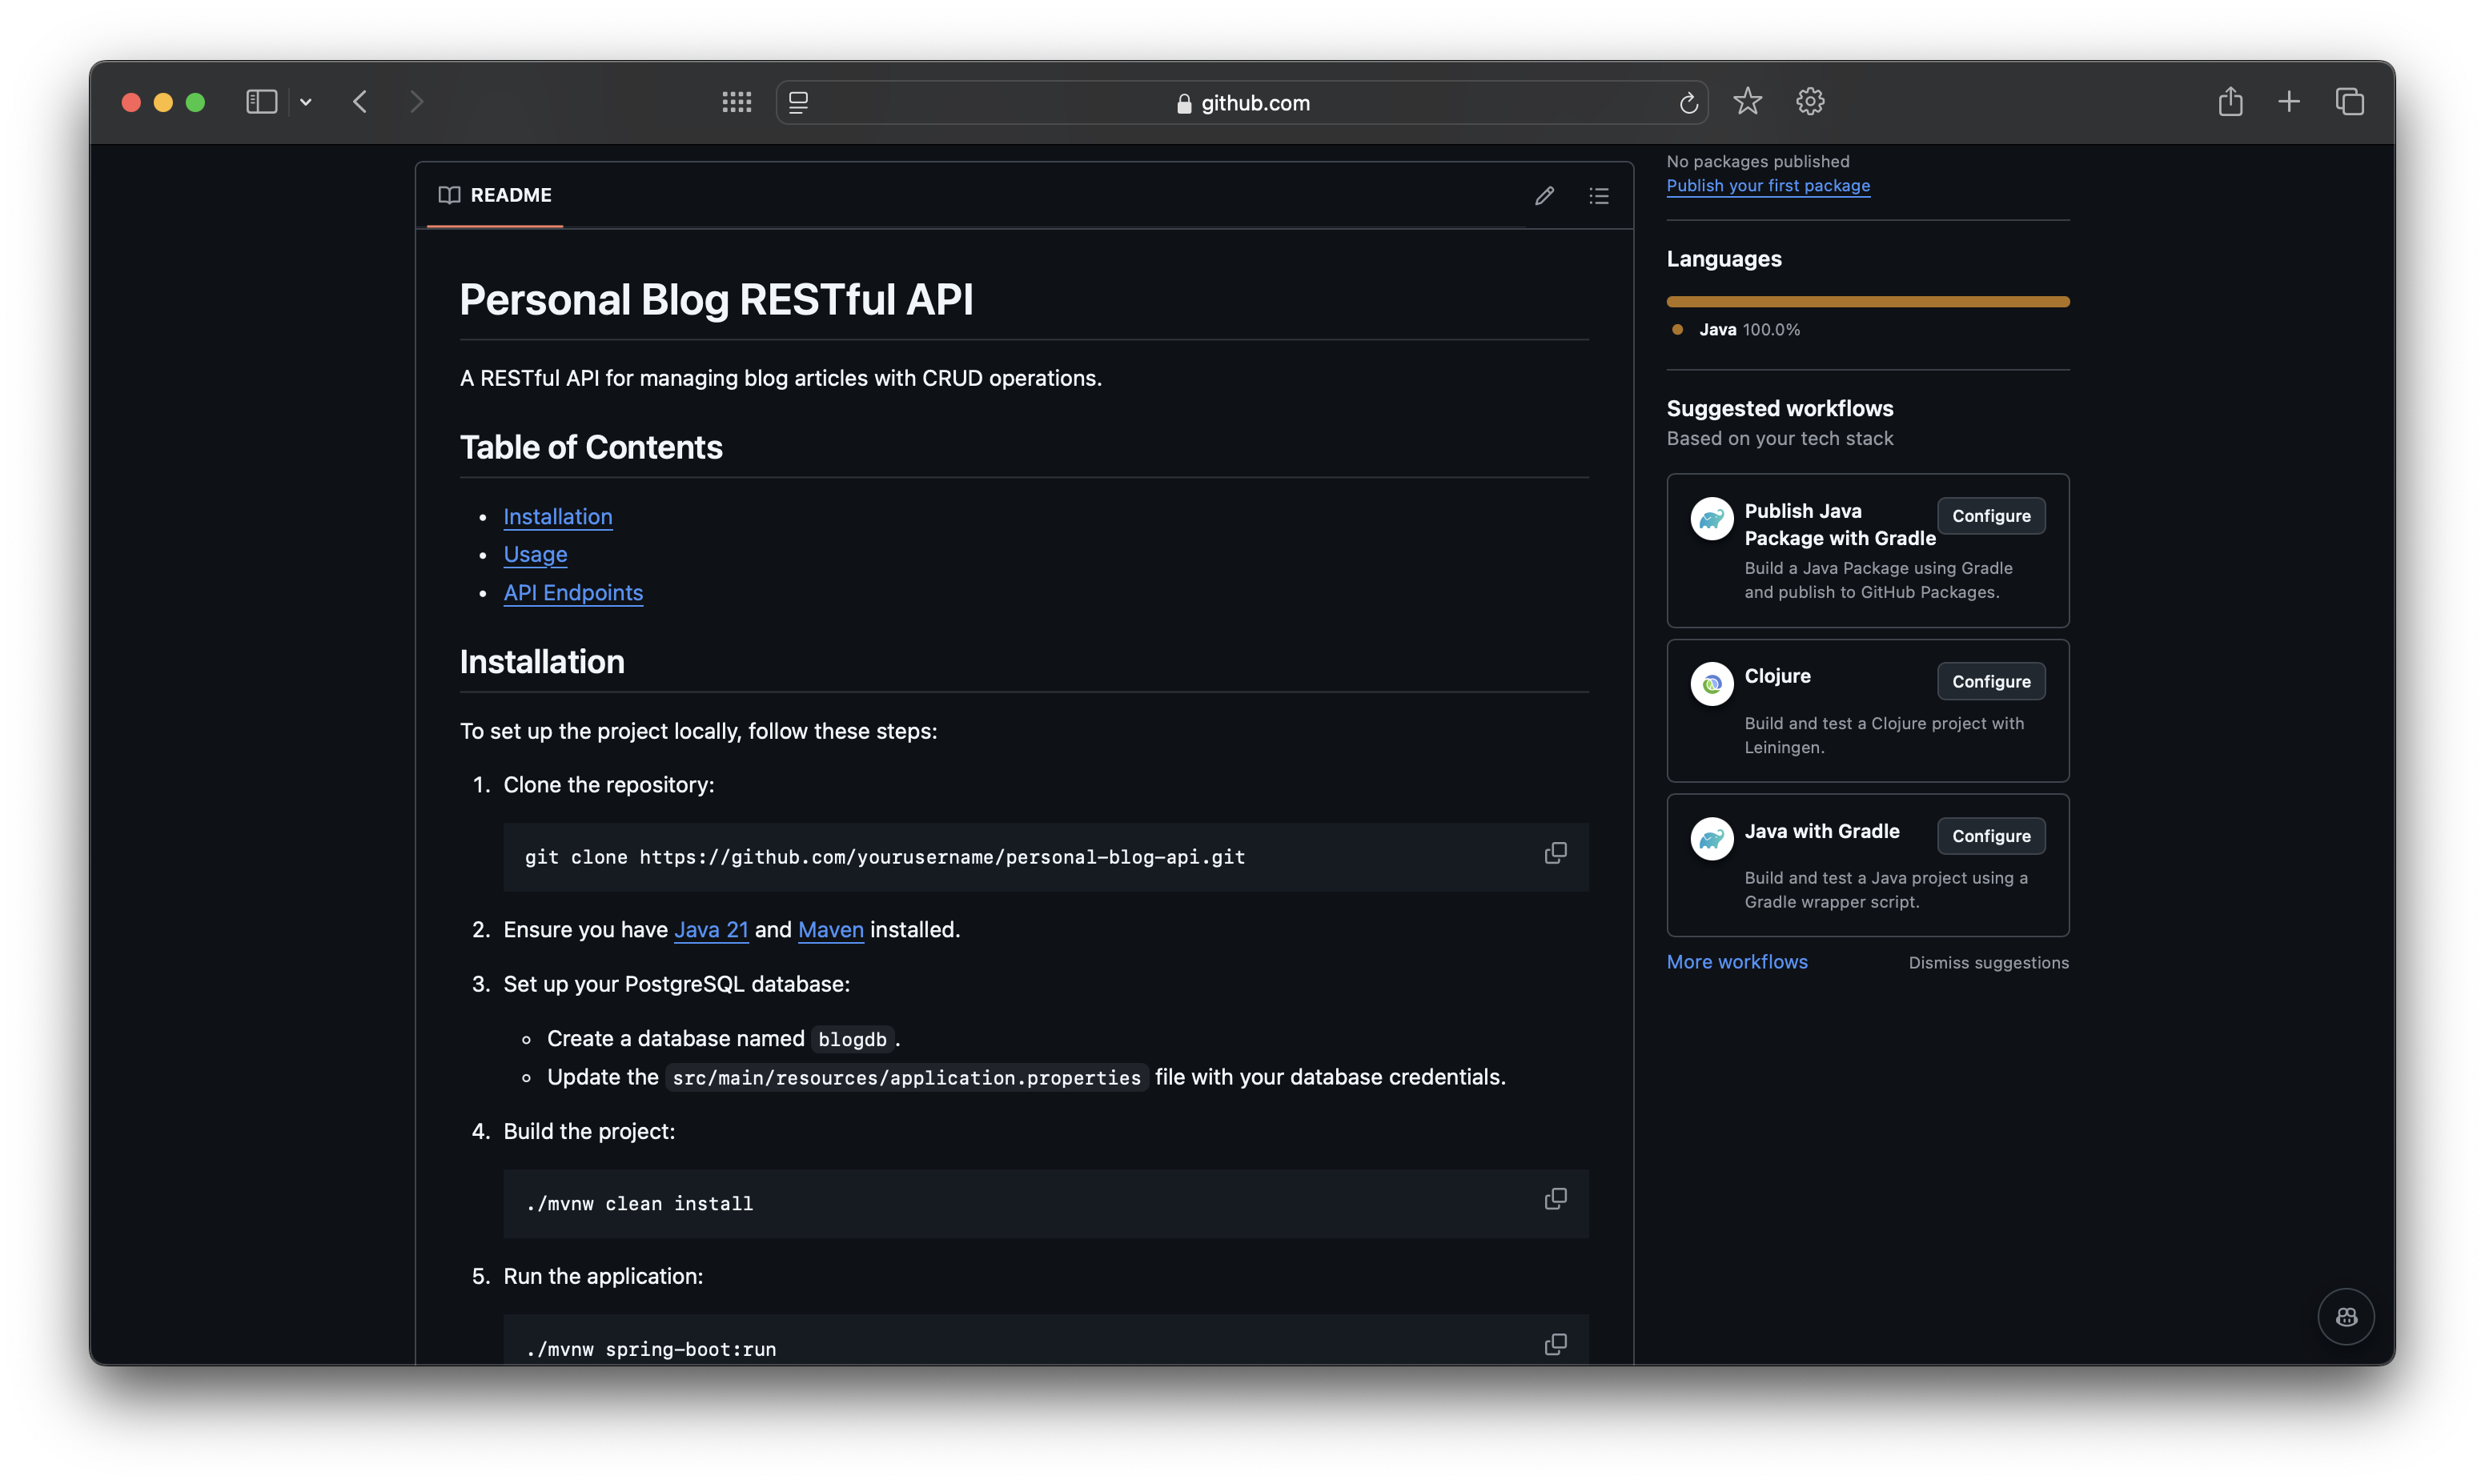 github.com
README
Personal Blog RESTful API
A RESTful API for managing blog articles with CRUD operations.
Table of Contents
Installation
Usage
API Endpoints
Installation
To set up the project locally, follow these steps:
1. Clone the repository:
git clone https://github.com/yourusername/personal-blog-api.git
2. Ensure you have Java 21 and Maven installed.
3. Set up your PostgreSQL database:
Create a database named blogdb.
Update the src/main/resources/application.properties file with your database credentials.
4. Build the project:
./mvnw clean install
5. Run the application:
./mvnw spring-boot:run
No packages published
Publish your first package
Languages
Java 100.0%
Suggested workflows
Based on your tech stack
Publish Java
Package with Gradle
Configure
Build a Java Package using Gradle
and publish to GitHub Packages.
Clojure
Configure
Build and test a Clojure project with
Leiningen.
Java with Gradle
Configure
Build and test a Java project using a
Gradle wrapper script.
More workflows
Dismiss suggestions